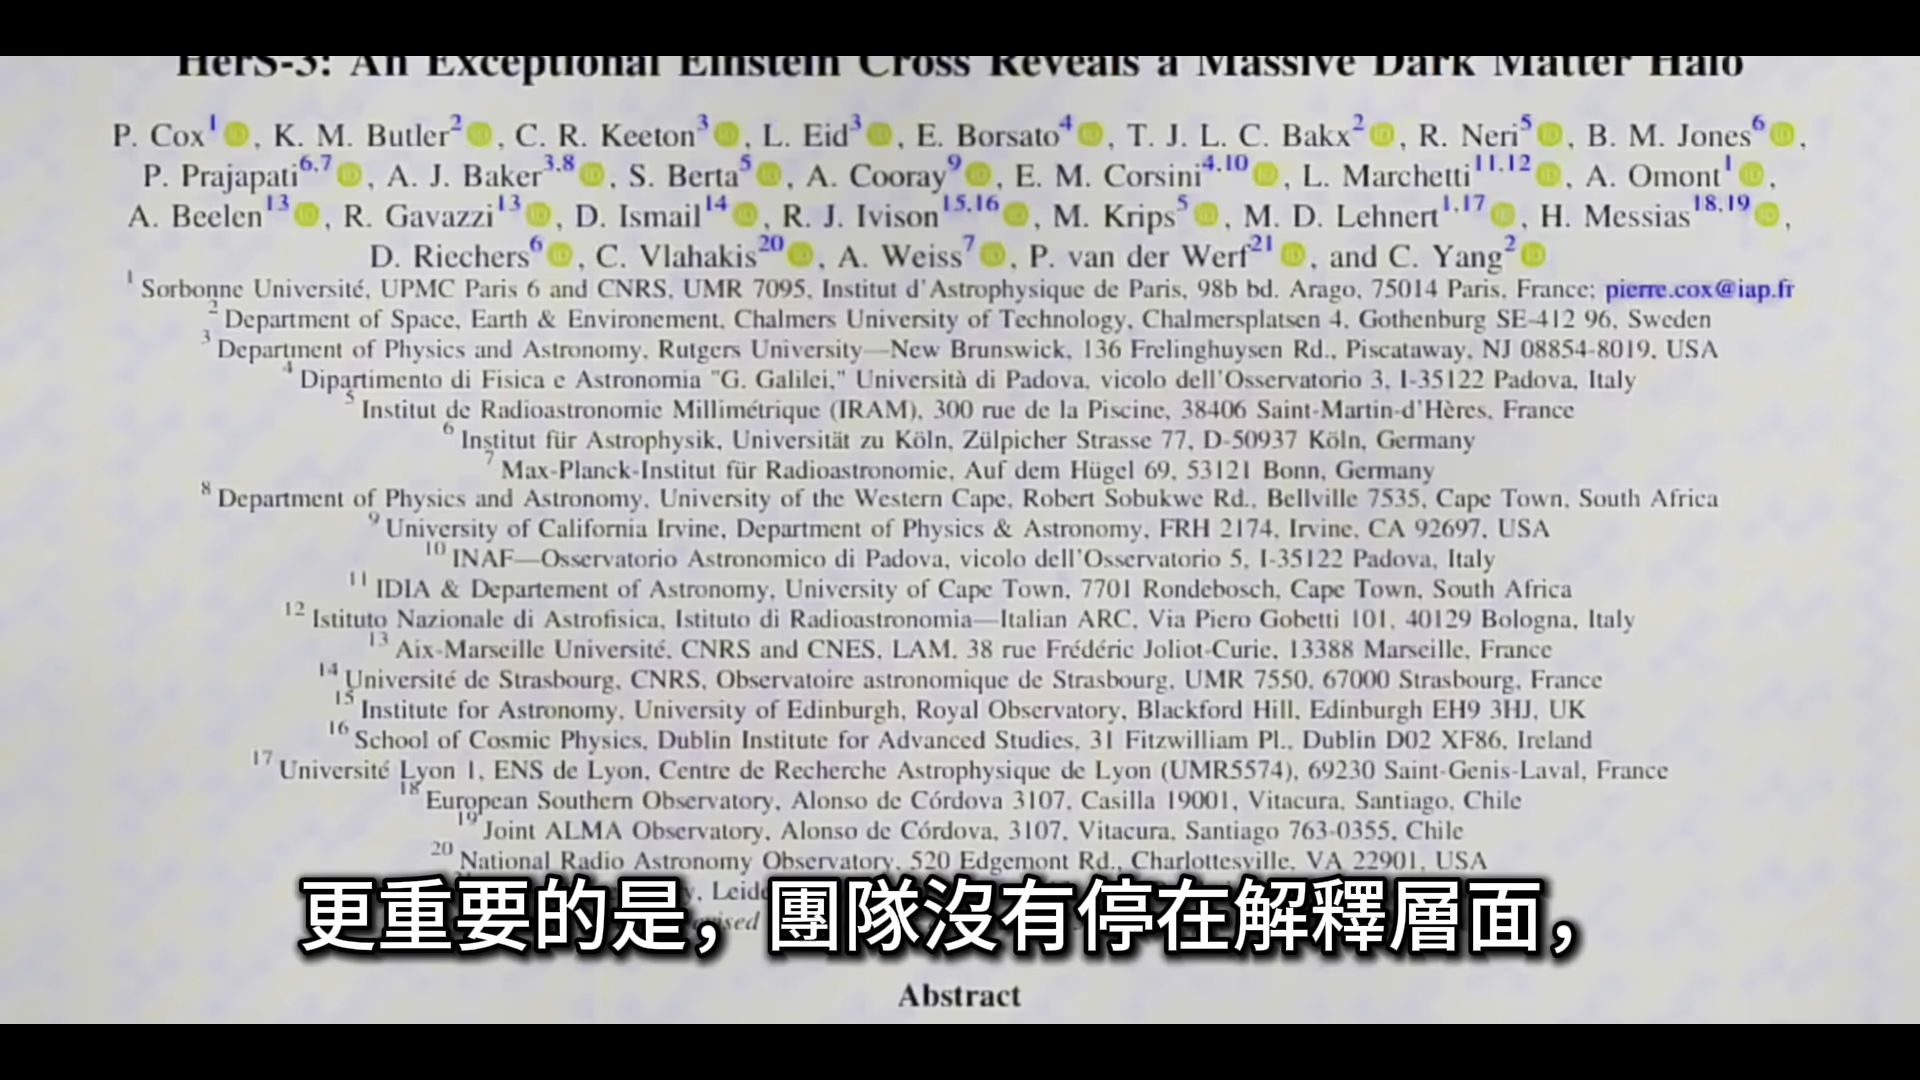 HerS-3: An Exceptional Einstein Cross Reveals a Massive Dark Matter Halo
P. Cox1, K. M. Butler2, C. R. Keeton3, L. Eid3, E. Borsato4, T. J. L. C. Bakx2, R. Neri5, B. M. Jones6,
P. Prajapati6,7, A. J. Baker3,8, S. Berta5, A. Cooray9, E. M. Corsini4,10, L. Marchetti11,12, A. Omont1,
A. Beelen13, R. Gavazzi13, D. Ismail14, R. J. Ivison15,16, M. Krips5, M. D. Lehnert1,17, H. Messias18,19,
D. Riechers6, C. Vlahakis20, A. Weiss7, P. van der Werf21, and C. Yang2
1 Sorbonne Université, UPMC Paris 6 and CNRS, UMR 7095, Institut d'Astrophysique de Paris, 98b bd. Arago, 75014 Paris, France; pierre.cox@iap.fr
2 Department of Space, Earth & Environement, Chalmers University of Technology, Chalmersplatsen 4, Gothenburg SE-412 96, Sweden
3 Department of Physics and Astronomy, Rutgers University—New Brunswick, 136 Frelinghuysen Rd., Piscataway, NJ 08854-8019, USA
4 Dipartimento di Fisica e Astronomia "G. Galilei," Università di Padova, vicolo dell'Osservatorio 3, I-35122 Padova, Italy
5 Institut de Radioastronomie Millimétrique (IRAM), 300 rue de la Piscine, 38406 Saint-Martin-d'Hères, France
6 Institut für Astrophysik, Universität zu Köln, Zülpicher Strasse 77, D-50937 Köln, Germany
7 Max-Planck-Institut für Radioastronomie, Auf dem Hügel 69, 53121 Bonn, Germany
8 Department of Physics and Astronomy, University of the Western Cape, Robert Sobukwe Rd., Bellville 7535, Cape Town, South Africa
9 University of California Irvine, Department of Physics & Astronomy, FRH 2174, Irvine, CA 92697, USA
10 INAF—Osservatorio Astronomico di Padova, vicolo dell'Osservatorio 5, I-35122 Padova, Italy
11 IDIA & Departement of Astronomy, University of Cape Town, 7701 Rondebosch, Cape Town, South Africa
12 Istituto Nazionale di Astrofisica, Istituto di Radioastronomia—Italian ARC, Via Piero Gobetti 101, 40129 Bologna, Italy
13 Aix-Marseille Université, CNRS and CNES, LAM, 38 rue Frédéric Joliot-Curie, 13388 Marseille, France
14 Université de Strasbourg, CNRS, Observatoire astronomique de Strasbourg, UMR 7550, 67000 Strasbourg, France
15 Institute for Astronomy, University of Edinburgh, Royal Observatory, Blackford Hill, Edinburgh EH9 3HJ, UK
16 School of Cosmic Physics, Dublin Institute for Advanced Studies, 31 Fitzwilliam Pl., Dublin D02 XF86, Ireland
17 Université Lyon 1, ENS de Lyon, Centre de Recherche Astrophysique de Lyon (UMR5574), 69230 Saint-Genis-Laval, France
18 European Southern Observatory, Alonso de Córdova 3107, Casilla 19001, Vitacura, Santiago, Chile
19 Joint ALMA Observatory, Alonso de Córdova, 3107, Vitacura, Santiago 763-0355, Chile
20 National Radio Astronomy Observatory, 520 Edgemont Rd., Charlottesville, VA 22901, USA
更重要的是，團隊沒有停在解釋層面，
Abstract